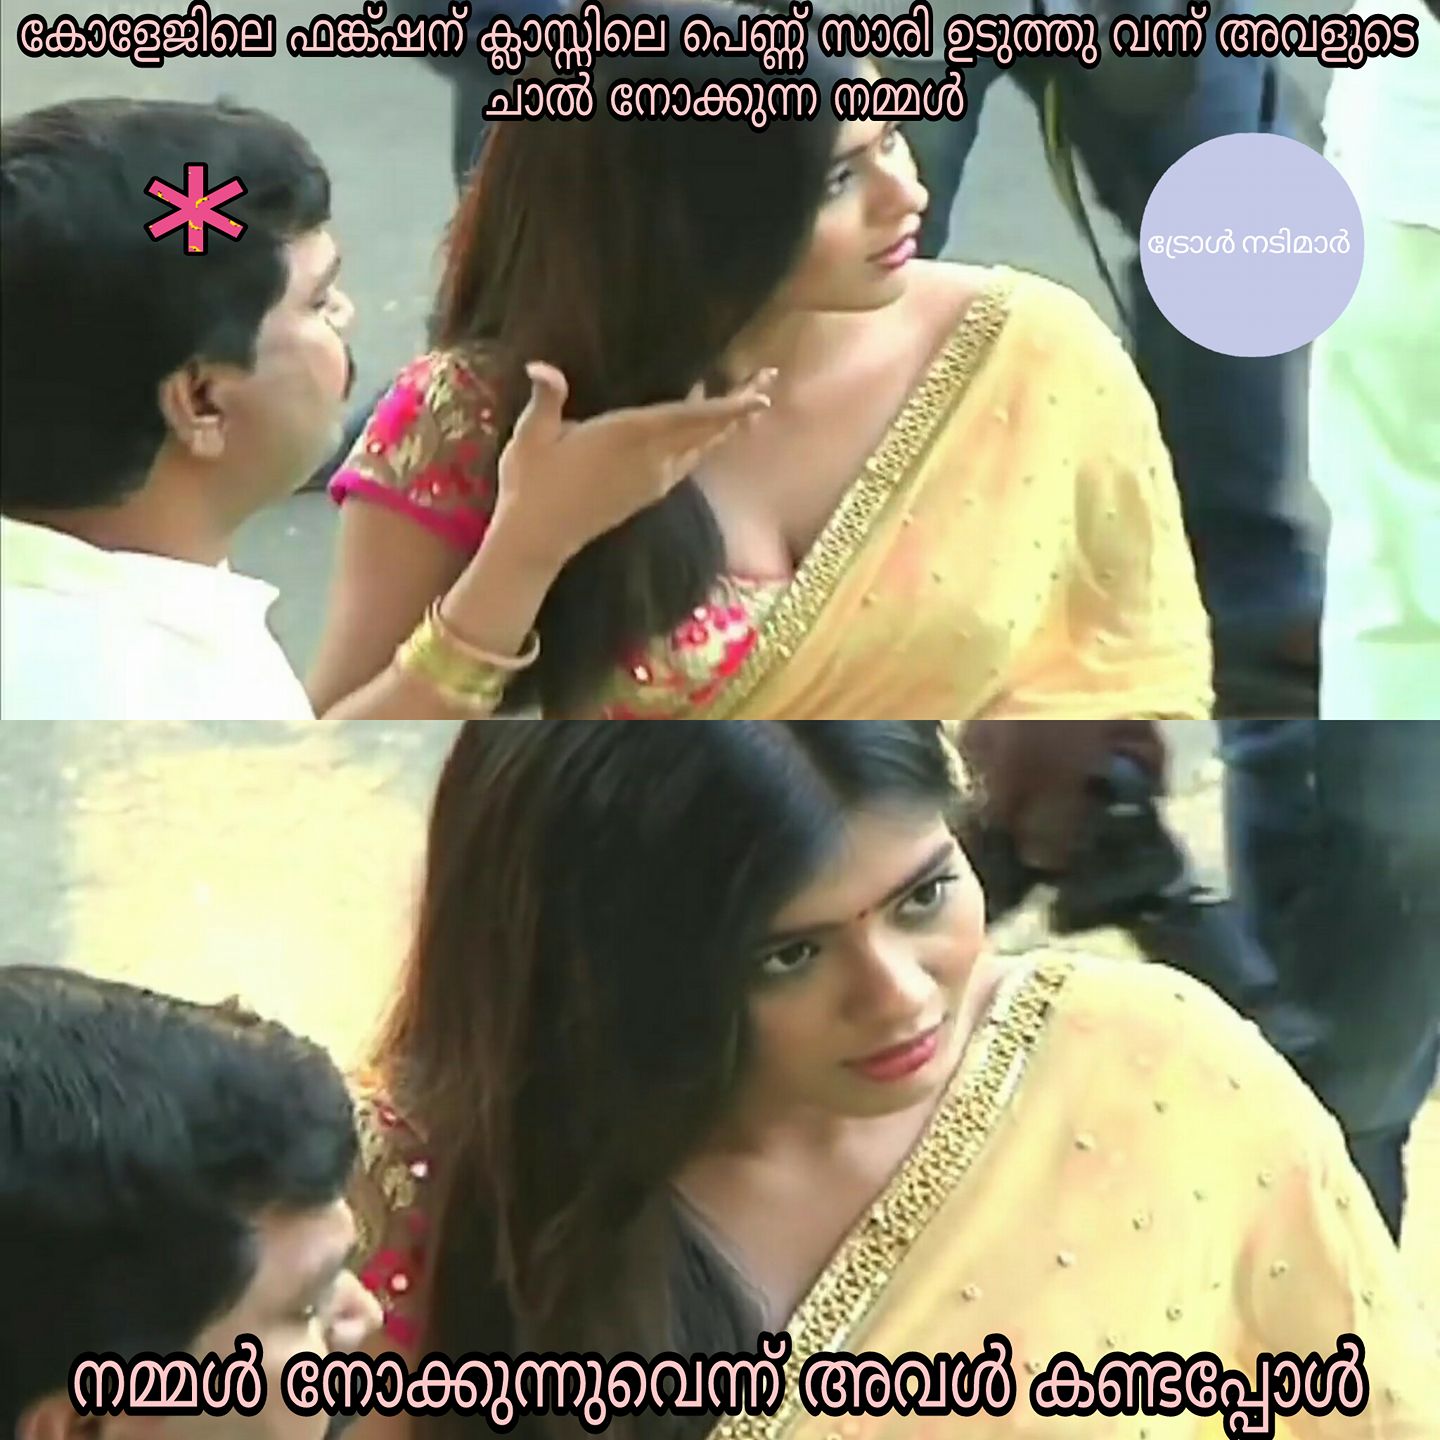 കോളേജിലെ ഫങ്ക്ഷന് ക്ലാസ്സിലെ പെണ്ണ് സാരി ഉടുത്തു വന്ന് അവളുടെ
ചാൽ നോക്കുന്ന നമ്മൾ
ട്രോൾ നടിമാർ
നമ്മൾ നോക്കുന്നുവെന്ന് അവൾ കണ്ടപ്പോൾ